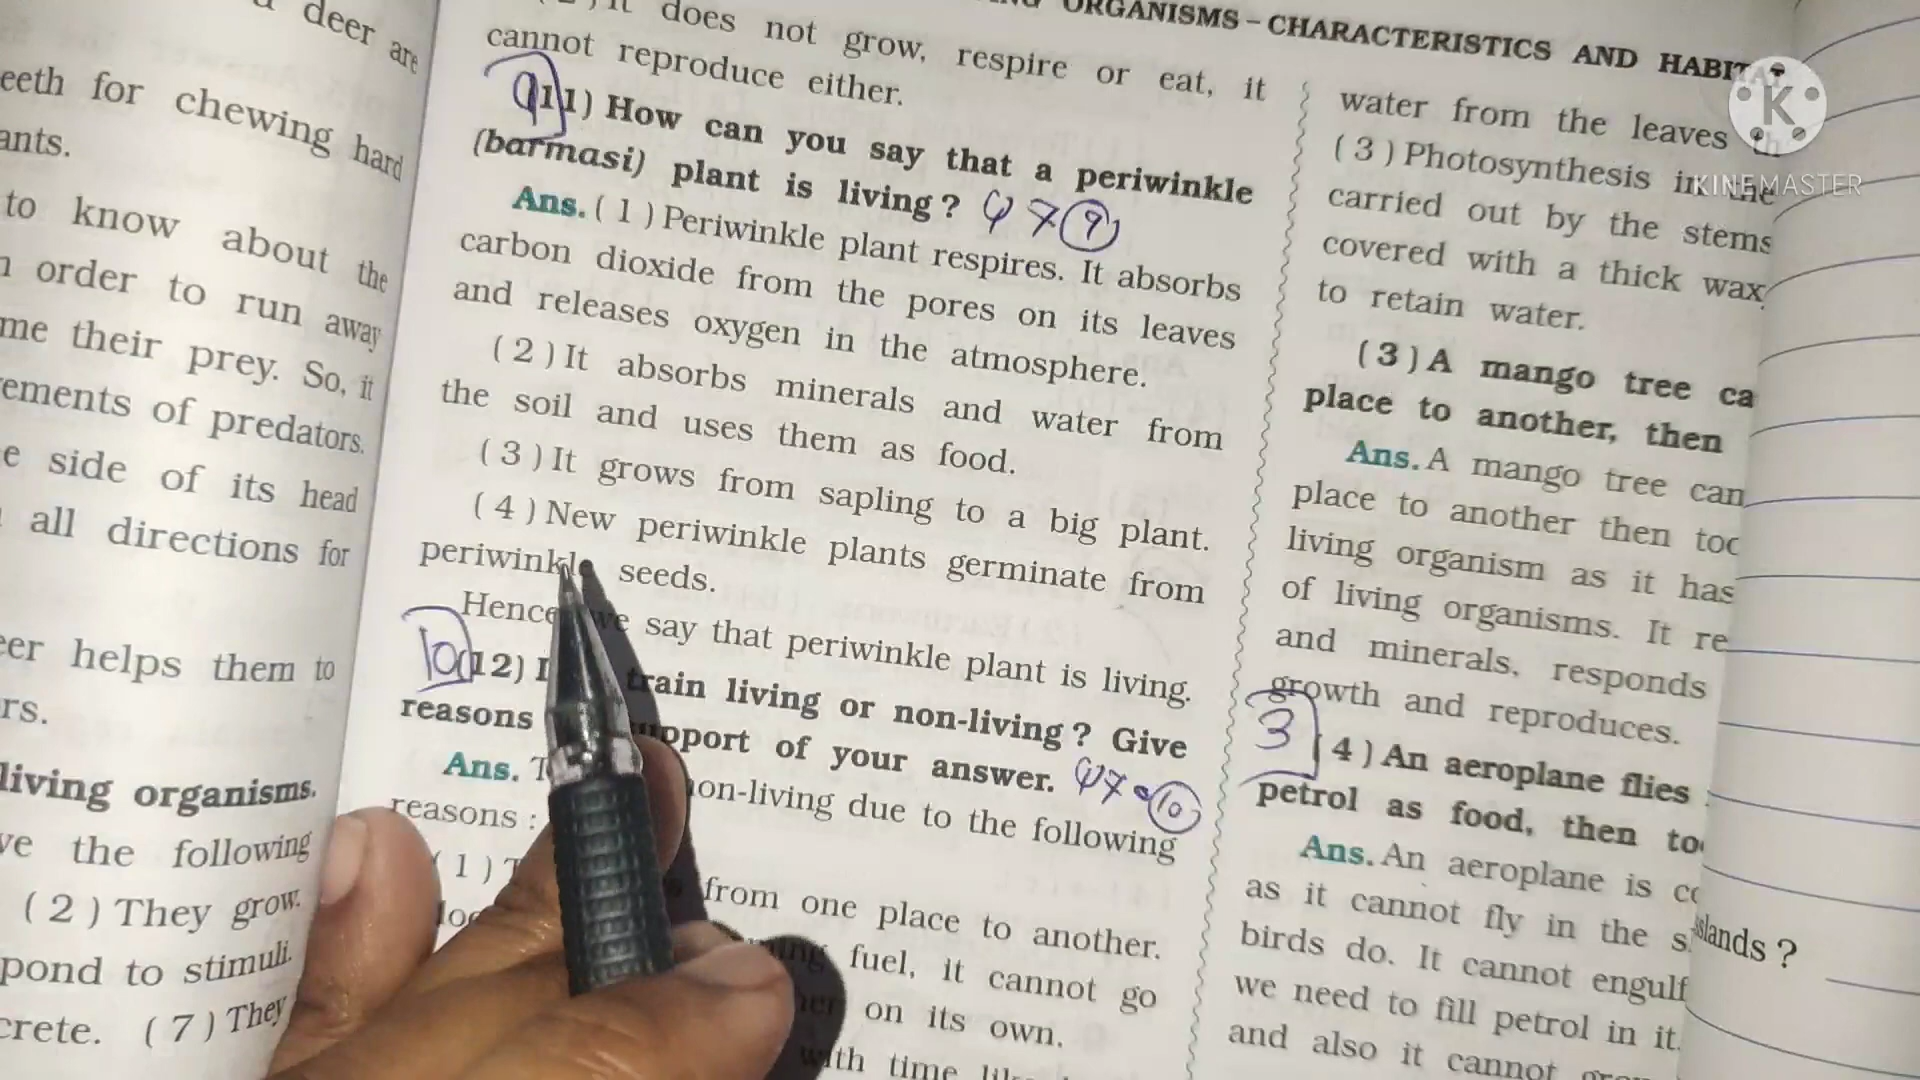 deer are
eeth for chewing hard
ants.
to know about the
order to run away
me their prey. So, it
ements of predators.
e side of its head
all directions for
eer helps them to
rs.
living organisms.
ve the following
( 2 ) They grow.
pond to stimuli.
crete. ( 7 ) They
ORGANISMS – CHARACTERISTICS AND HABITAT
It does not grow, respire or eat, it
cannot reproduce either.
11) How can you say that a periwinkle
(barmasi) plant is living?
Ans. ( 1 ) Periwinkle plant respires. It absorbs
carbon dioxide from the pores on its leaves
and releases oxygen in the atmosphere.
( 2 ) It absorbs minerals and water from
the soil and uses them as food.
( 3 ) It grows from sapling to a big plant.
( 4 ) New periwinkle plants germinate from
periwinkle seeds.
Hence we say that periwinkle plant is living.
10 (12) train living or non-living ? Give
reasons support of your answer.
Ans. non-living due to the following
reasons :
( 1 ) from one place to another.
fuel, it cannot go
on its own.
with time
water from the leaves
( 3 ) Photosynthesis in the
carried out by the stems
covered with a thick wax
to retain water.
( 3 ) A mango tree ca
place to another, then
Ans. A mango tree can
place to another then too
living organism as it has
of living organisms. It re
and minerals, responds
growth and reproduces.
3 ( 4 ) An aeroplane flies
petrol as food, then to
Ans. An aeroplane is co
as it cannot fly in the s
birds do. It cannot engulf
we need to fill petrol in it.
and also it cannot
slands ?
K
KINEMASTER